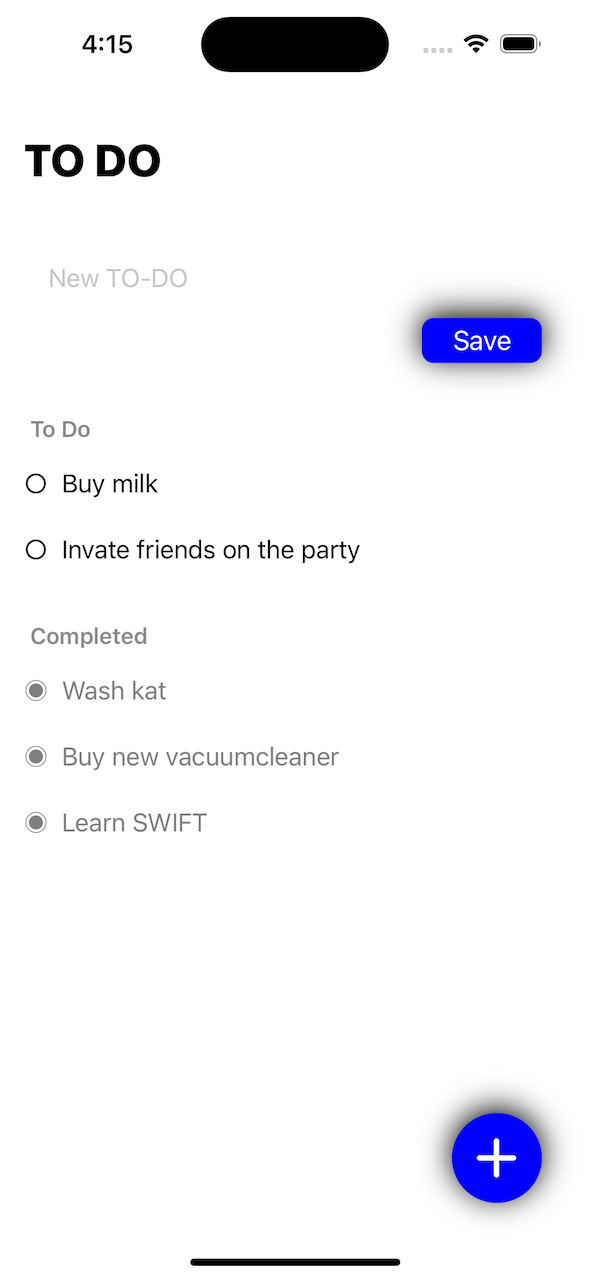 4:15
TO DO
New TO-DO
Save
To Do
Buy milk
Invate friends on the party
Completed
Wash kat
Buy new vacuumcleaner
Learn SWIFT